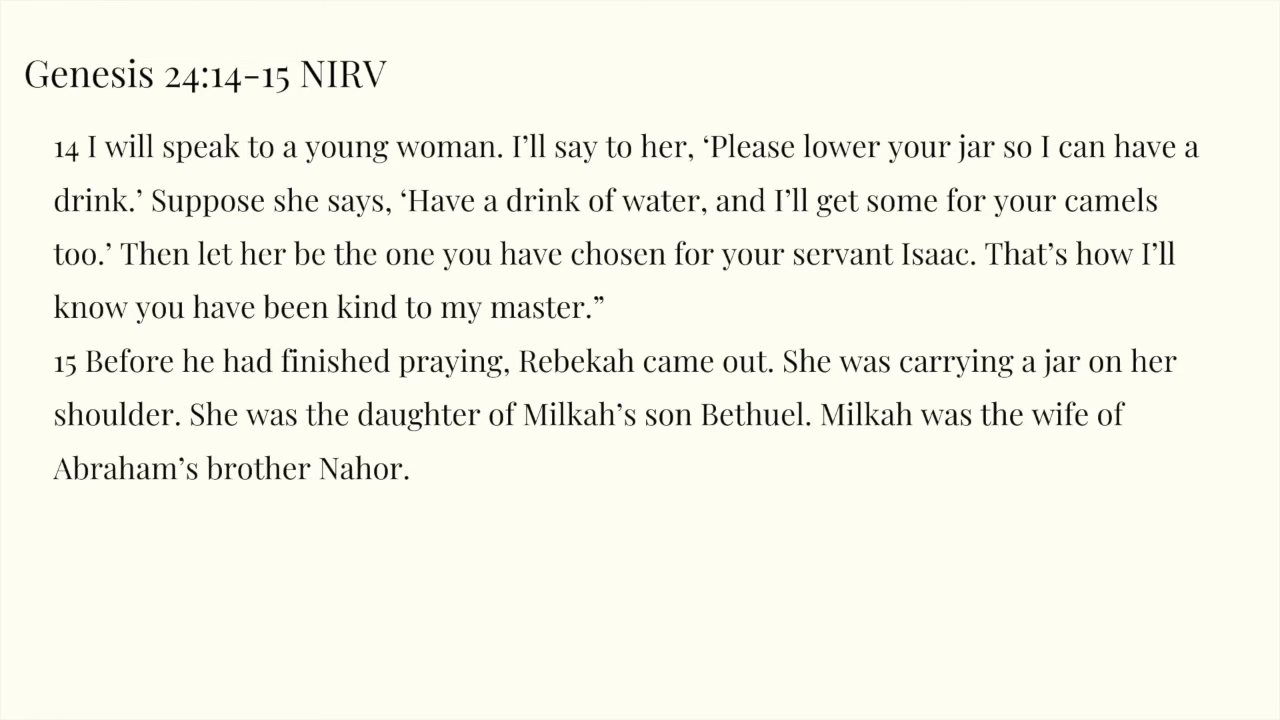 Genesis 24:14-15 NIRV
14 I will speak to a young woman. I’ll say to her, ‘Please lower your jar so I can have a
drink.’ Suppose she says, ‘Have a drink of water, and I’ll get some for your camels
too.’ Then let her be the one you have chosen for your servant Isaac. That’s how I’ll
know you have been kind to my master.”
15 Before he had finished praying, Rebekah came out. She was carrying a jar on her
shoulder. She was the daughter of Milkah’s son Bethuel. Milkah was the wife of
Abraham’s brother Nahor.